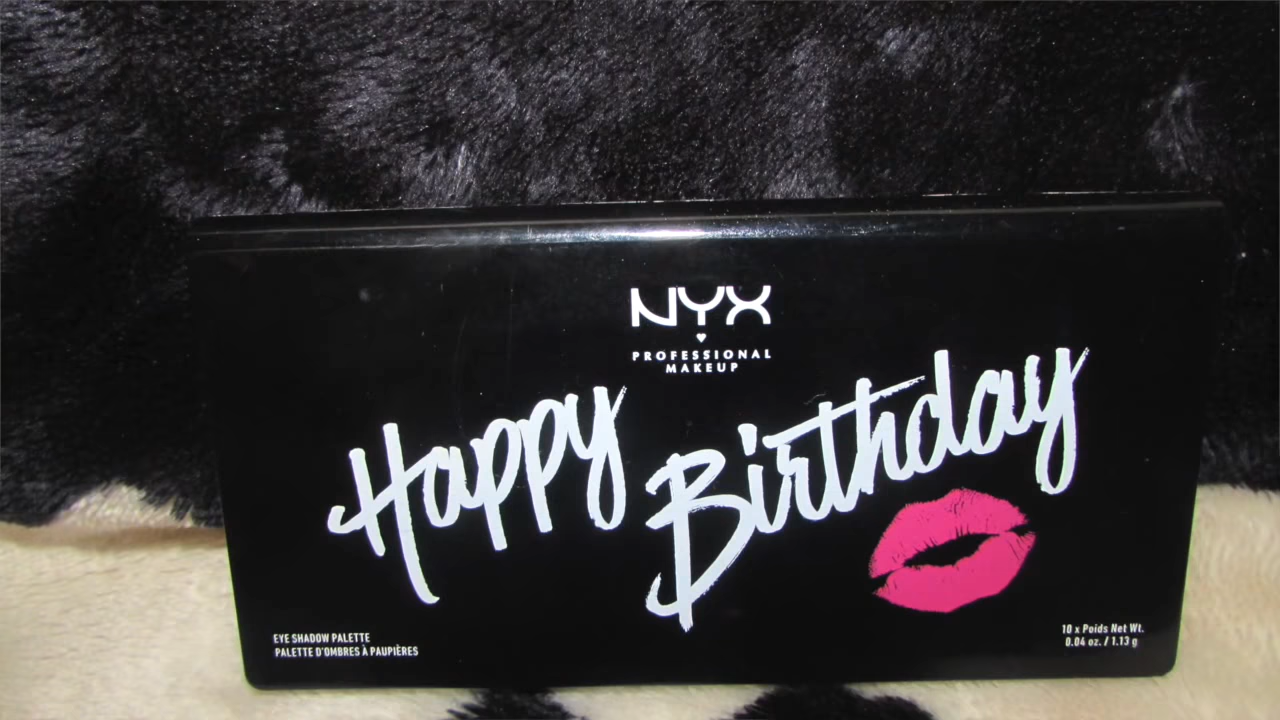 NYX
PROFESSIONAL
MAKEUP
Happy Birthday
EYE SHADOW PALETTE
PALETTE D'OMBRES À PAUPIÈRES
10 x Poids Net Wt.
0.04 oz. / 1.13 g